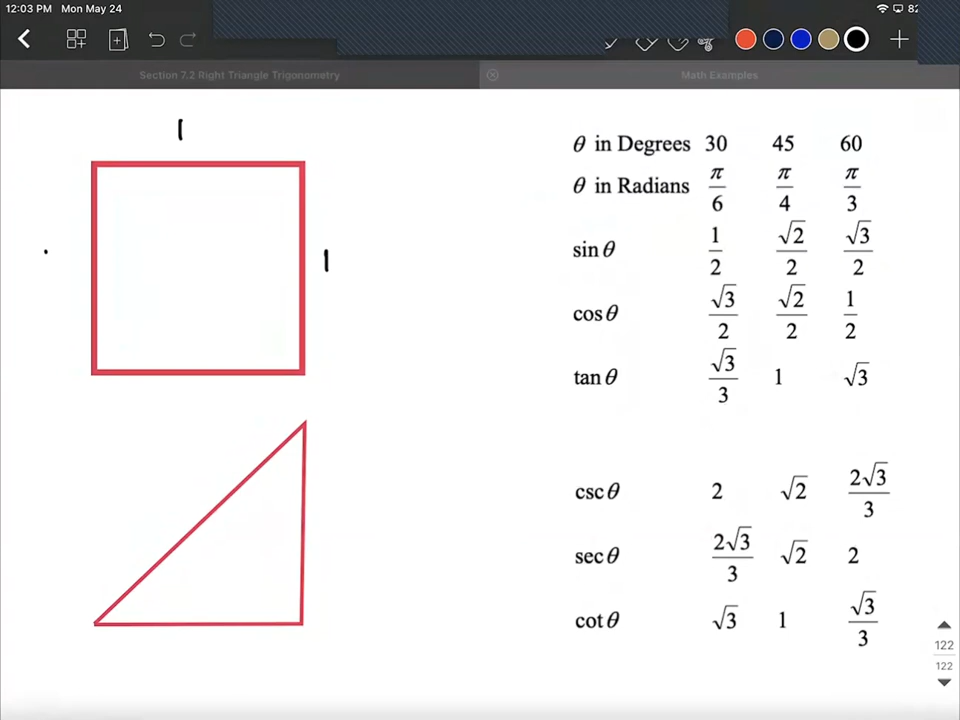 12:03 PM Mon May 24
82
Section 7.2 Right Triangle Trigonometry
Math Examples
1
1
θ in Degrees 30 45 60
θ in Radians π/6 π/4 π/3
sin θ 1/2 √2/2 √3/2
cos θ √3/2 √2/2 1/2
tan θ √3/3 1 √3
csc θ 2 √2 2√3/3
sec θ 2√3/3 √2 2
cot θ √3 1 √3/3
122
122